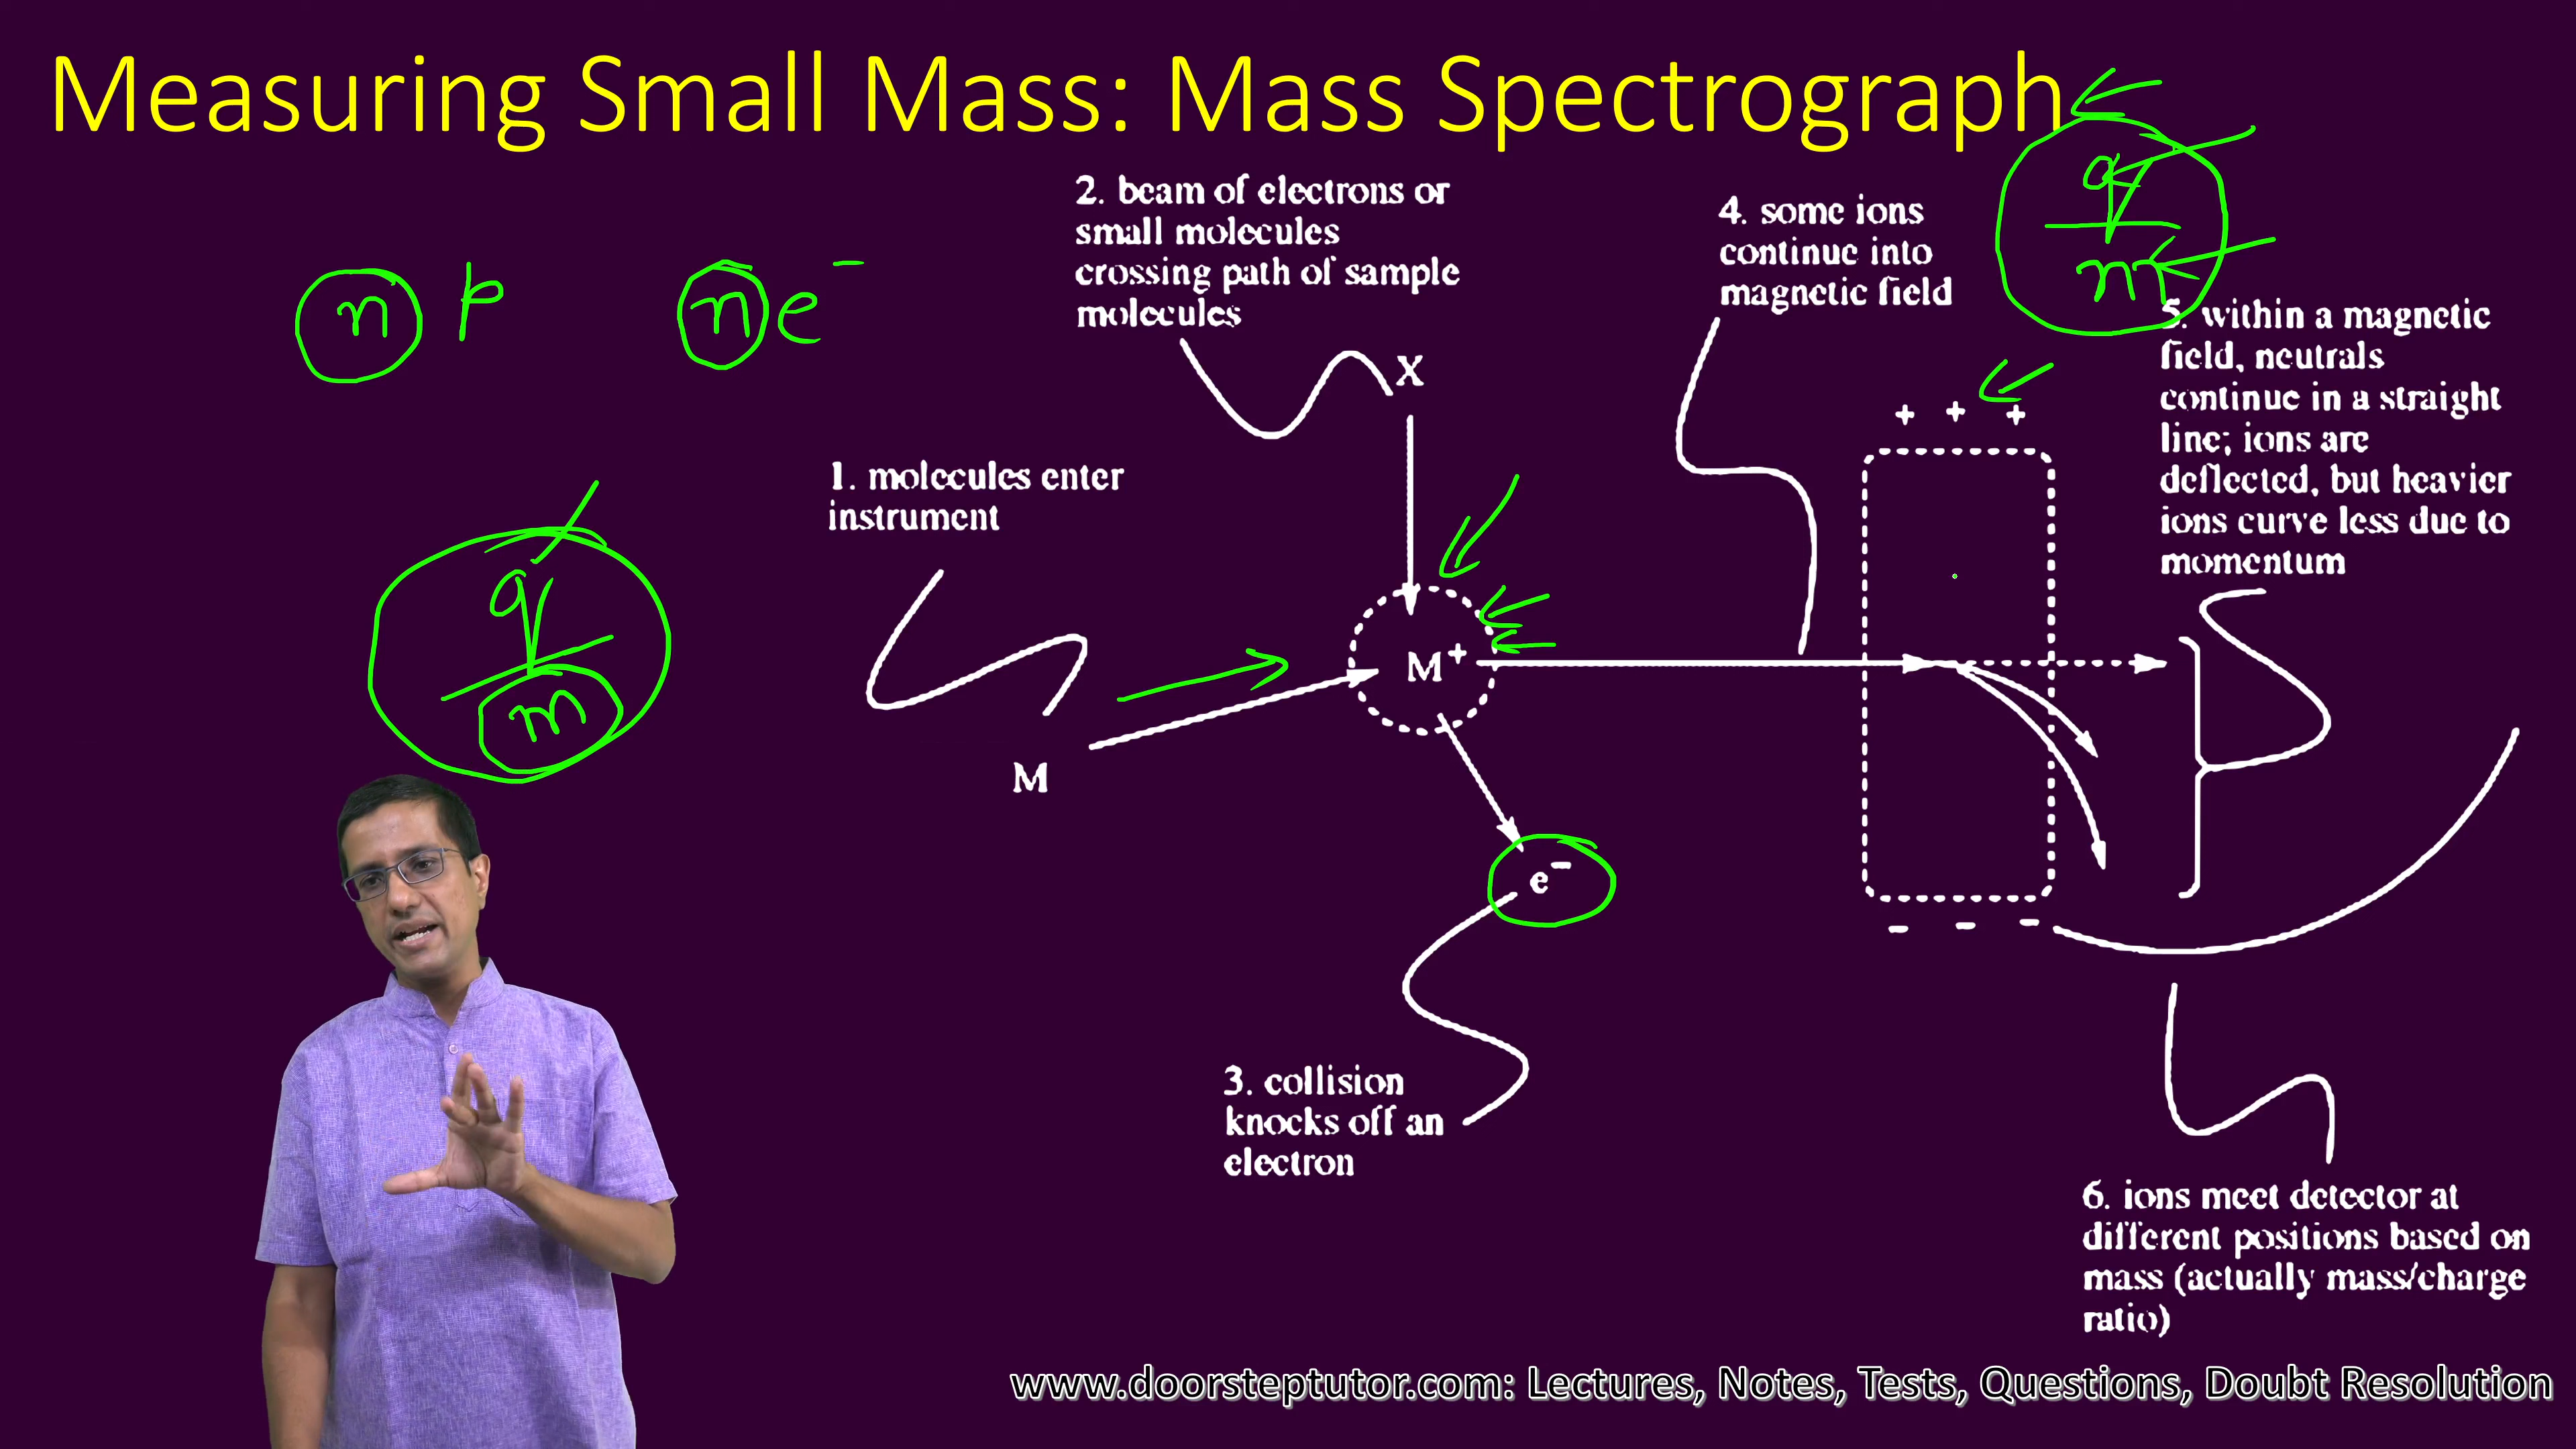 Measuring Small Mass: Mass Spectrograph
n p
n e⁻
q
m
q
m
2. beam of electrons or
small molecules
crossing path of sample
molecules
X
4. some ions
continue into
magnetic field
5. within a magnetic
field, neutrals
continue in a straight
line; ions are
deflected, but heavier
ions curve less due to
momentum
+ + +
1. molecules enter
instrument
M
M⁺
e⁻
- - -
3. collision
knocks off an
electron
6. ions meet detector at
different positions based on
mass (actually mass/charge
ratio)
www.doorsteptutor.com: Lectures, Notes, Tests, Questions, Doubt Resolution